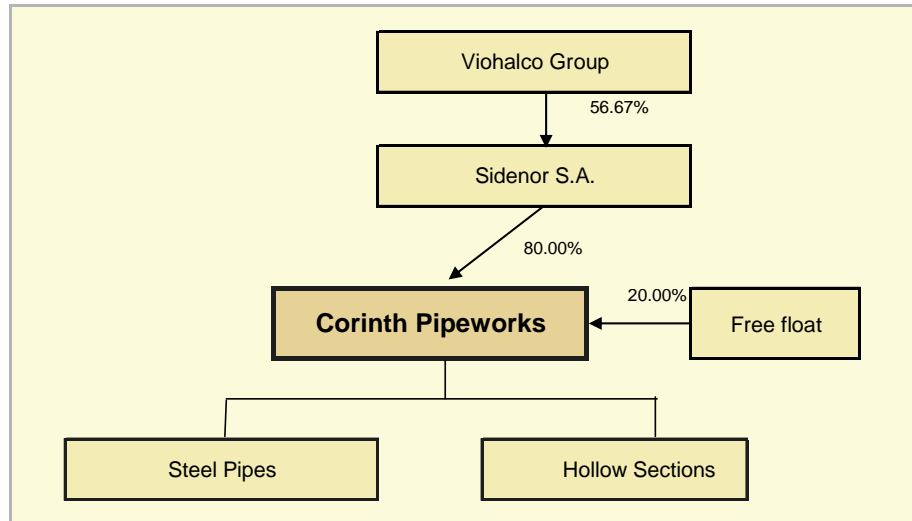 Viohalco Group
56.67%
Sidenor S.A.
80.00%
Corinth Pipeworks
20.00%
Free float
Steel Pipes
Hollow Sections